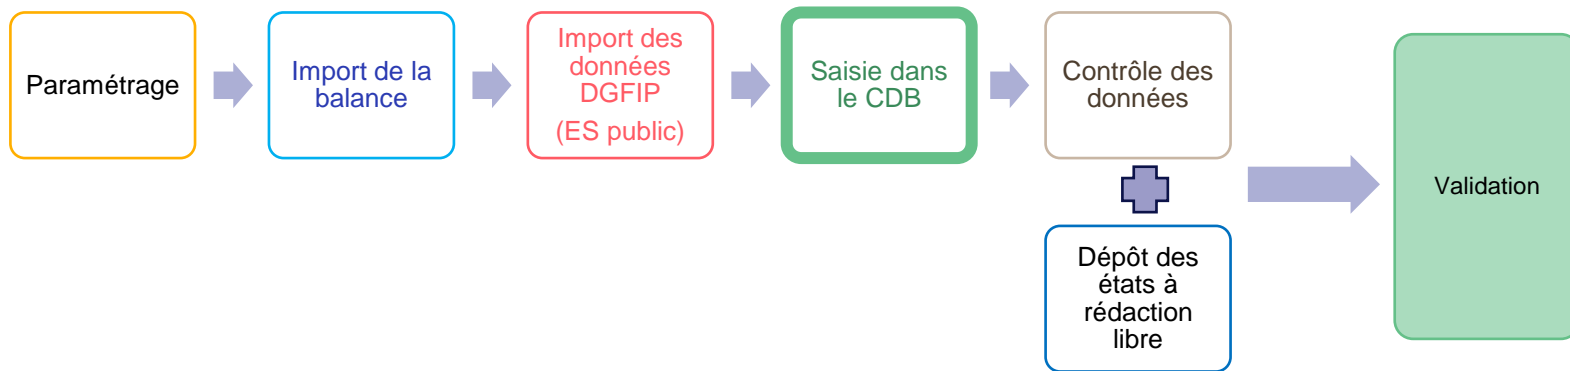 Paramétrage
Import de la
balance
Import des
données
DGFIP
(ES public)
Saisie dans
le CDB
Contrôle des
données
Dépôt des
états à
rédaction
libre
Validation